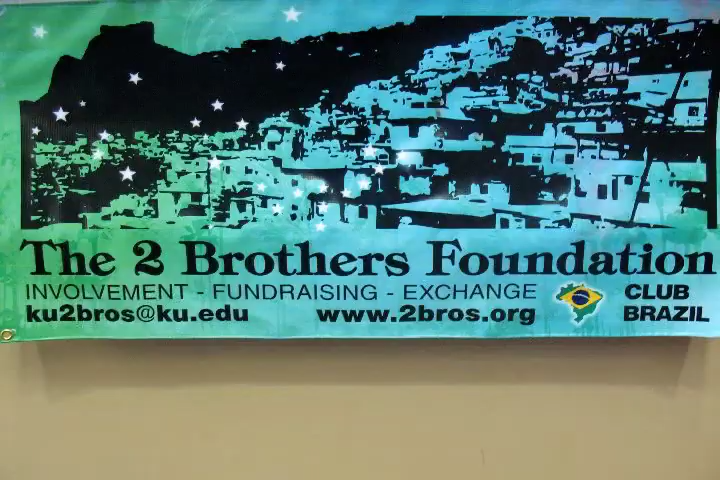 The 2 Brothers Foundation
INVOLVEMENT - FUNDRAISING - EXCHANGE CLUB
ku2bros@ku.edu www.2bros.org BRAZIL